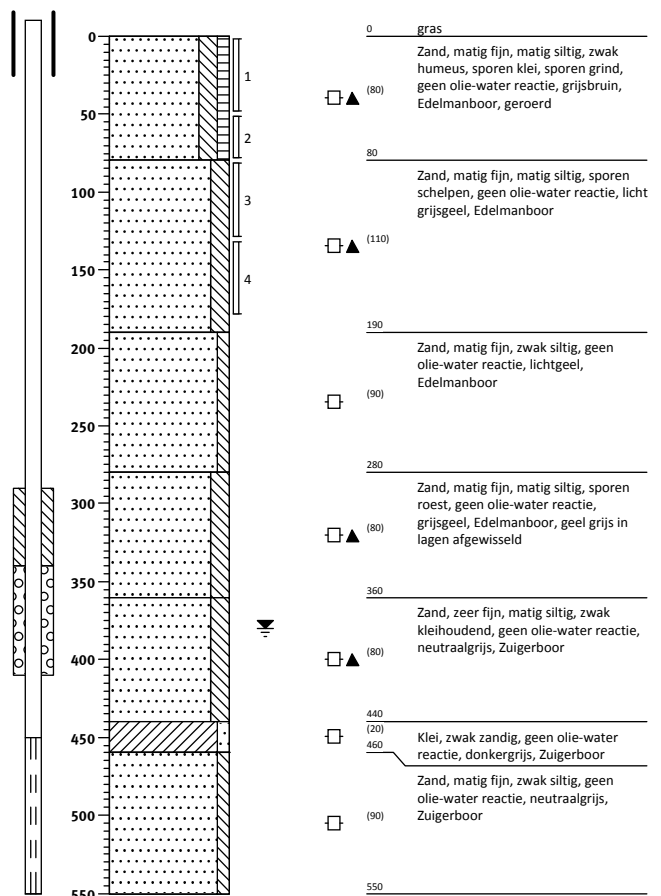 0
50
100
150
200
250
300
350
400
450
500
550
1
2
3
4
0 gras
Zand, matig fijn, matig siltig, zwak
humeus, sporen klei, sporen grind,
(80)
geen olie-water reactie, grijsbruin,
Edelmanboor, geroerd
80
Zand, matig fijn, matig siltig, sporen
schelpen, geen olie-water reactie, licht
grijsgeel, Edelmanboor
(110)
190
Zand, matig fijn, zwak siltig, geen
olie-water reactie, lichtgeel,
Edelmanboor
(90)
280
Zand, matig fijn, matig siltig, sporen
roest, geen olie-water reactie,
grijsgeel, Edelmanboor, geel grijs in
(80)
lagen afgewisseld
360
Zand, zeer fijn, matig siltig, zwak
kleihoudend, geen olie-water reactie,
neutraalgrijs, Zuigerboor
(80)
440
(20)
Klei, zwak zandig, geen olie-water
reactie, donkergrijs, Zuigerboor
460
Zand, matig fijn, zwak siltig, geen
olie-water reactie, neutraalgrijs,
Zuigerboor
(90)
550